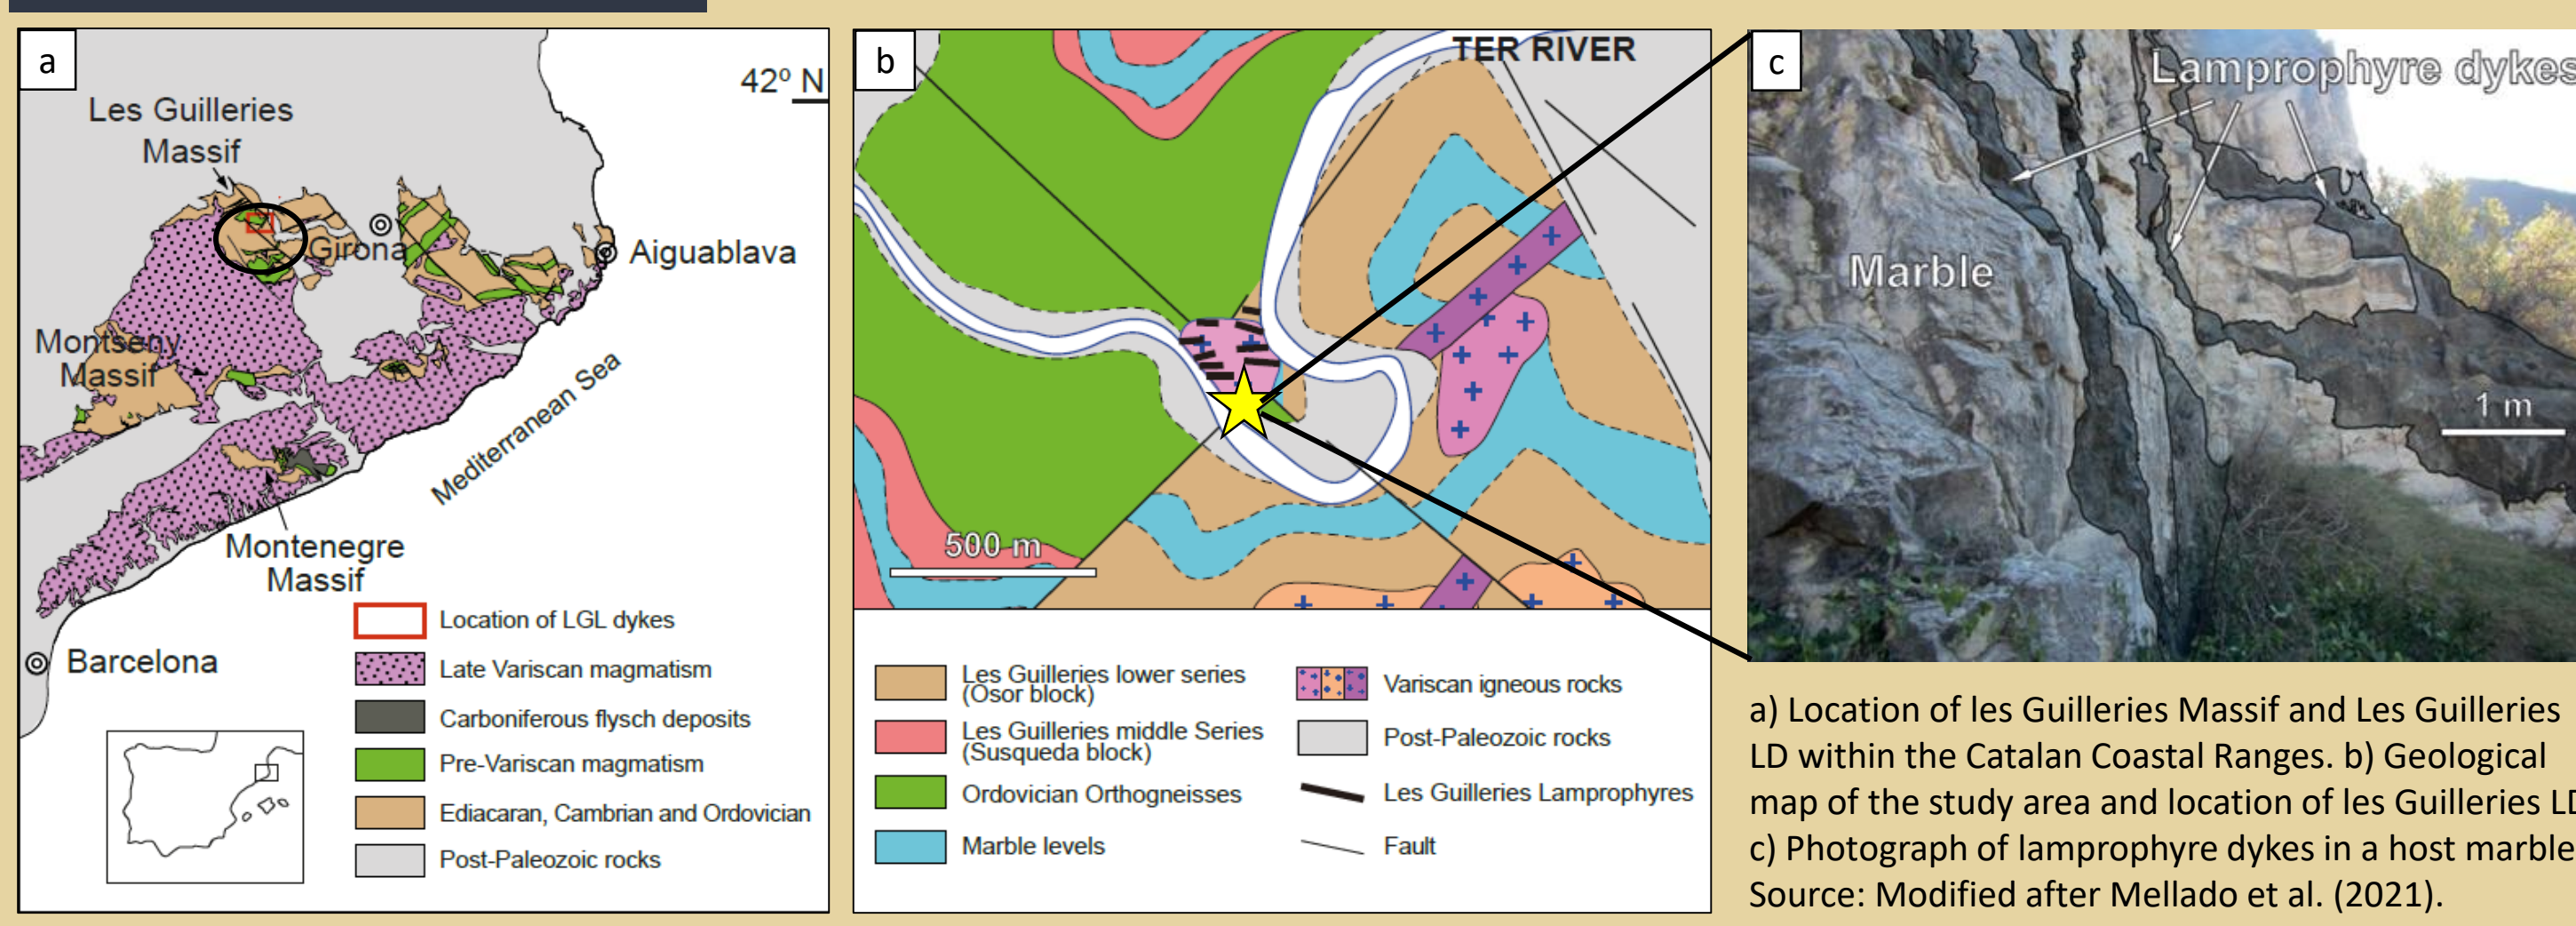 a
42º N
Les Guilleries
Massif
Girona
Aiguablava
Montseny
Massif
Mediterranean Sea
Montenegre
Massif
Barcelona
Location of LGL dykes
Late Variscan magmatism
Carboniferous flysch deposits
Pre-Variscan magmatism
Ediacaran, Cambrian and Ordovician
Post-Paleozoic rocks
b
TER RIVER
500 m
Les Guilleries lower series
(Osor block)
Les Guilleries middle Series
(Susqueda block)
Ordovician Orthogneisses
Marble levels
Variscan igneous rocks
Post-Paleozoic rocks
Les Guilleries Lamprophyres
Fault
c
Lamprophyre dykes
Marble
1 m
a) Location of les Guilleries Massif and Les Guilleries
LD within the Catalan Coastal Ranges. b) Geological
map of the study area and location of les Guilleries LD
c) Photograph of lamprophyre dykes in a host marble
Source: Modified after Mellado et al. (2021).